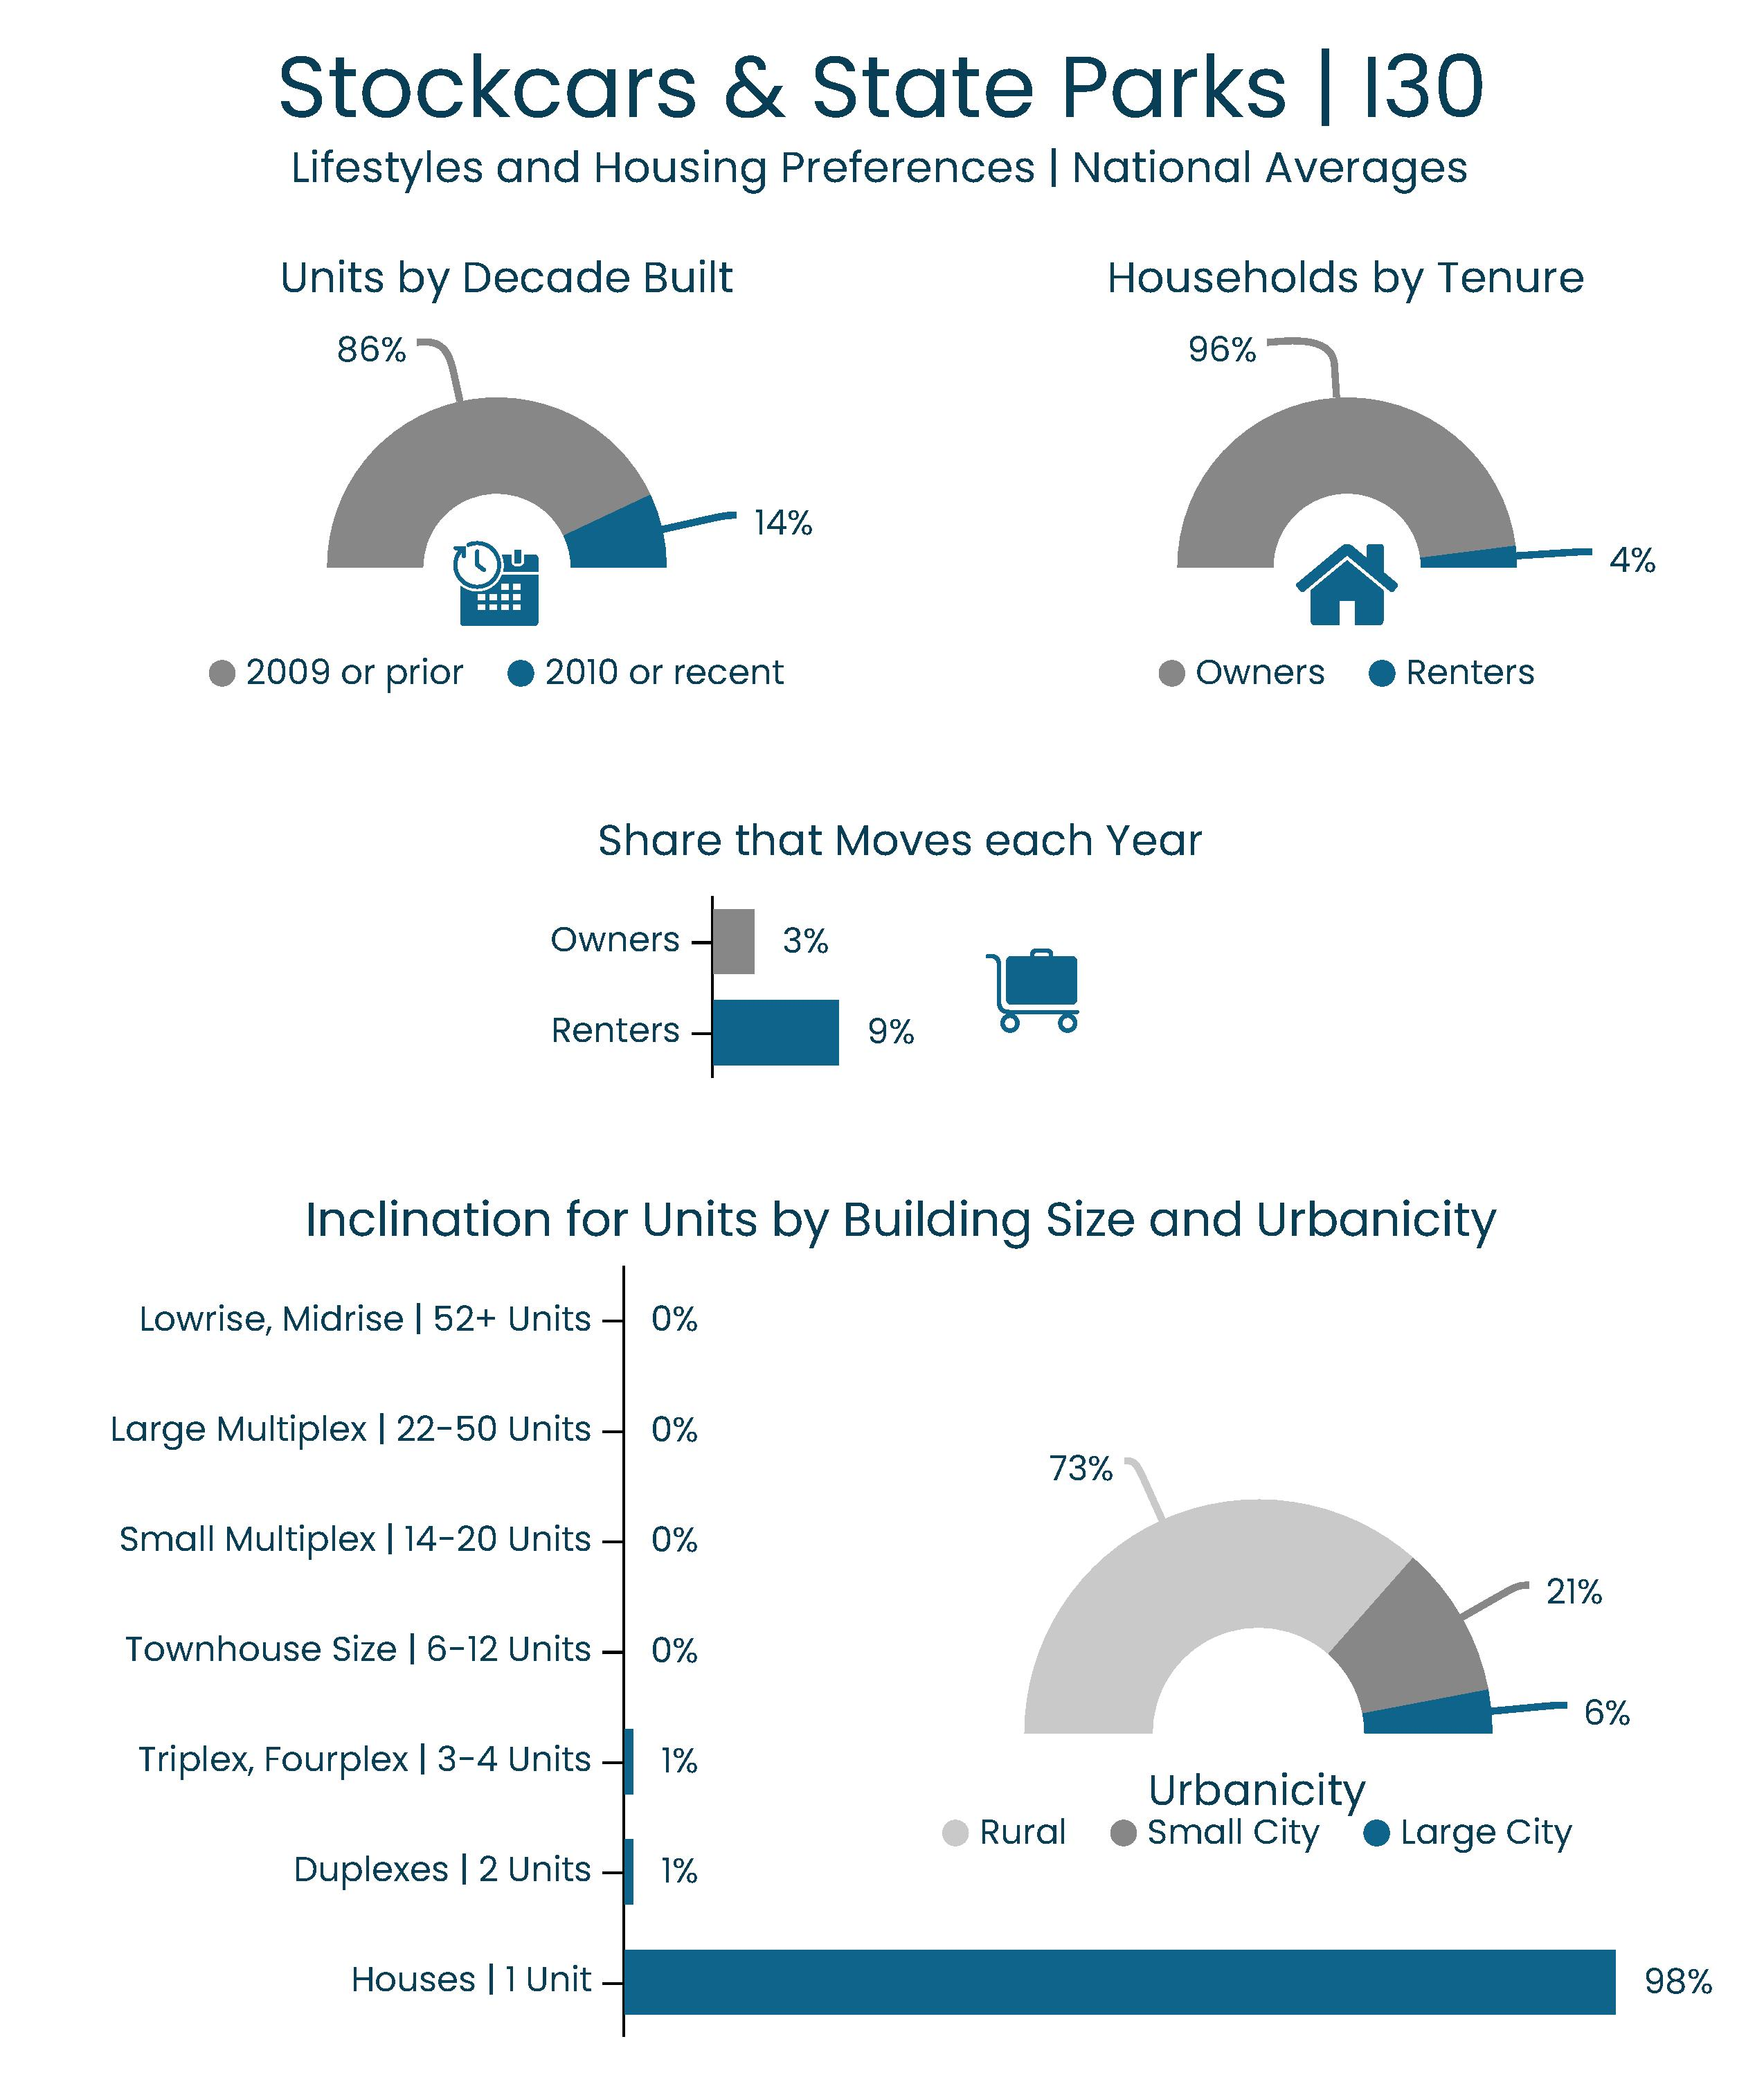 Stockcars & State Parks | I30
Lifestyles and Housing Preferences | National Averages
Units by Decade Built
86%
14%
2009 or prior
2010 or recent
Households by Tenure
96%
4%
Owners
Renters
Share that Moves each Year
Owners 3%
Renters 9%
Inclination for Units by Building Size and Urbanicity
Lowrise, Midrise | 52+ Units 0%
Large Multiplex | 22-50 Units 0%
Small Multiplex | 14-20 Units 0%
Townhouse Size | 6-12 Units 0%
Triplex, Fourplex | 3-4 Units 1%
Duplexes | 2 Units 1%
Houses | 1 Unit 98%
73%
21%
6%
Urbanicity
Rural
Small City
Large City